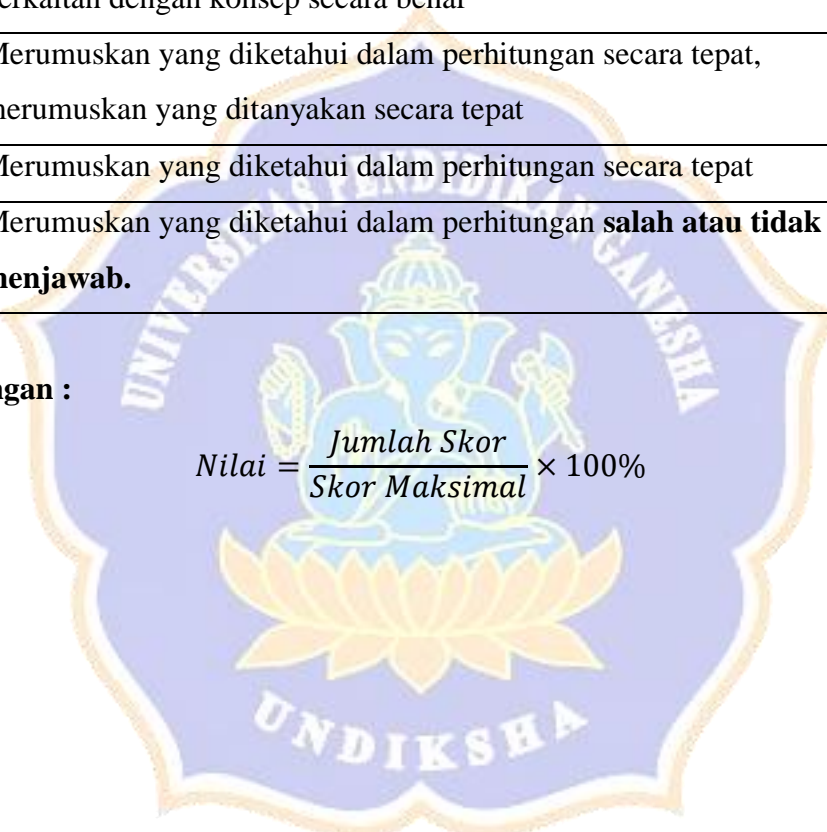 erkaitan dengan konsep secara benar
Merumuskan yang diketahui dalam perhitungan secara tepat,
merumuskan yang ditanyakan secara tepat
Merumuskan yang diketahui dalam perhitungan secara tepat
Merumuskan yang diketahui dalam perhitungan salah atau tidak
menjawab.
ngan :
Nilai = Jumlah Skor / Skor Maksimal × 100%
UNIVERSITAS PENDIDIKAN GANESHA
UNDIKSHA